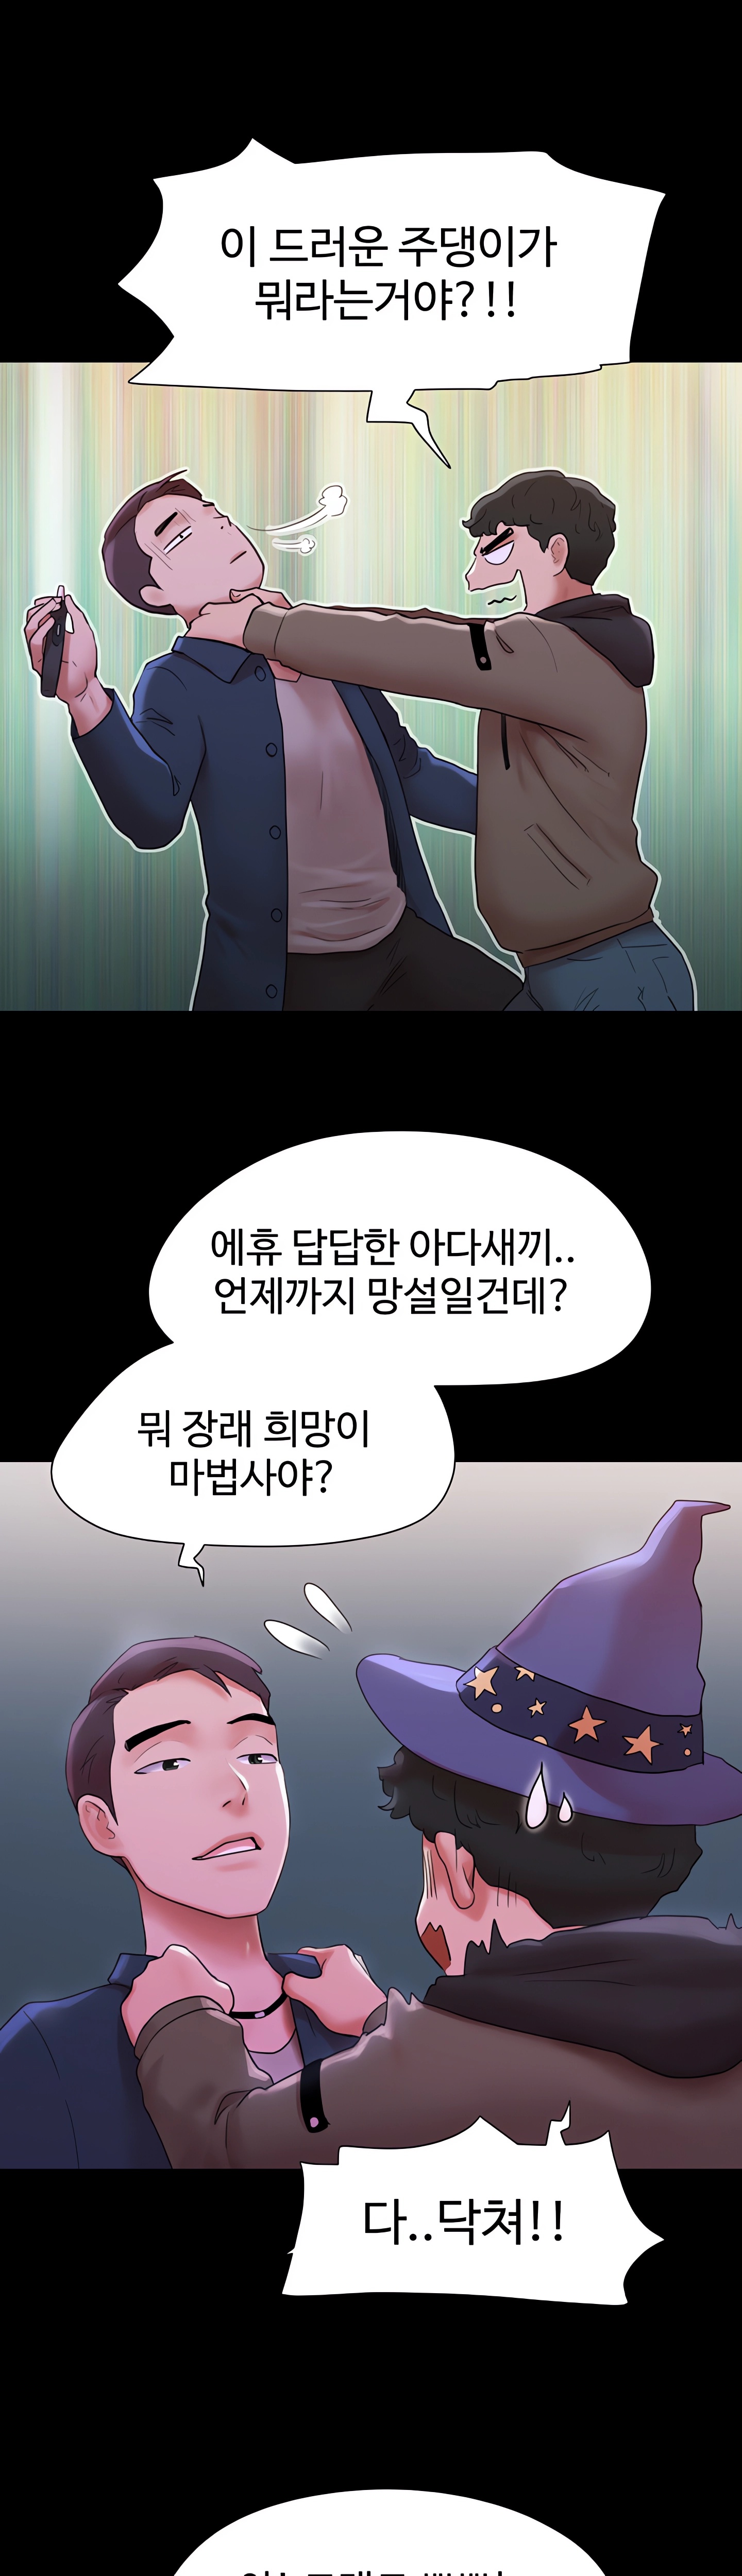 이 드러운 주댕이가
뭐라는거야?!!
에휴 답답한 아다새끼..
언제까지 망설일건데?
뭐 장래 희망이
마법사야?
다..닥쳐!!